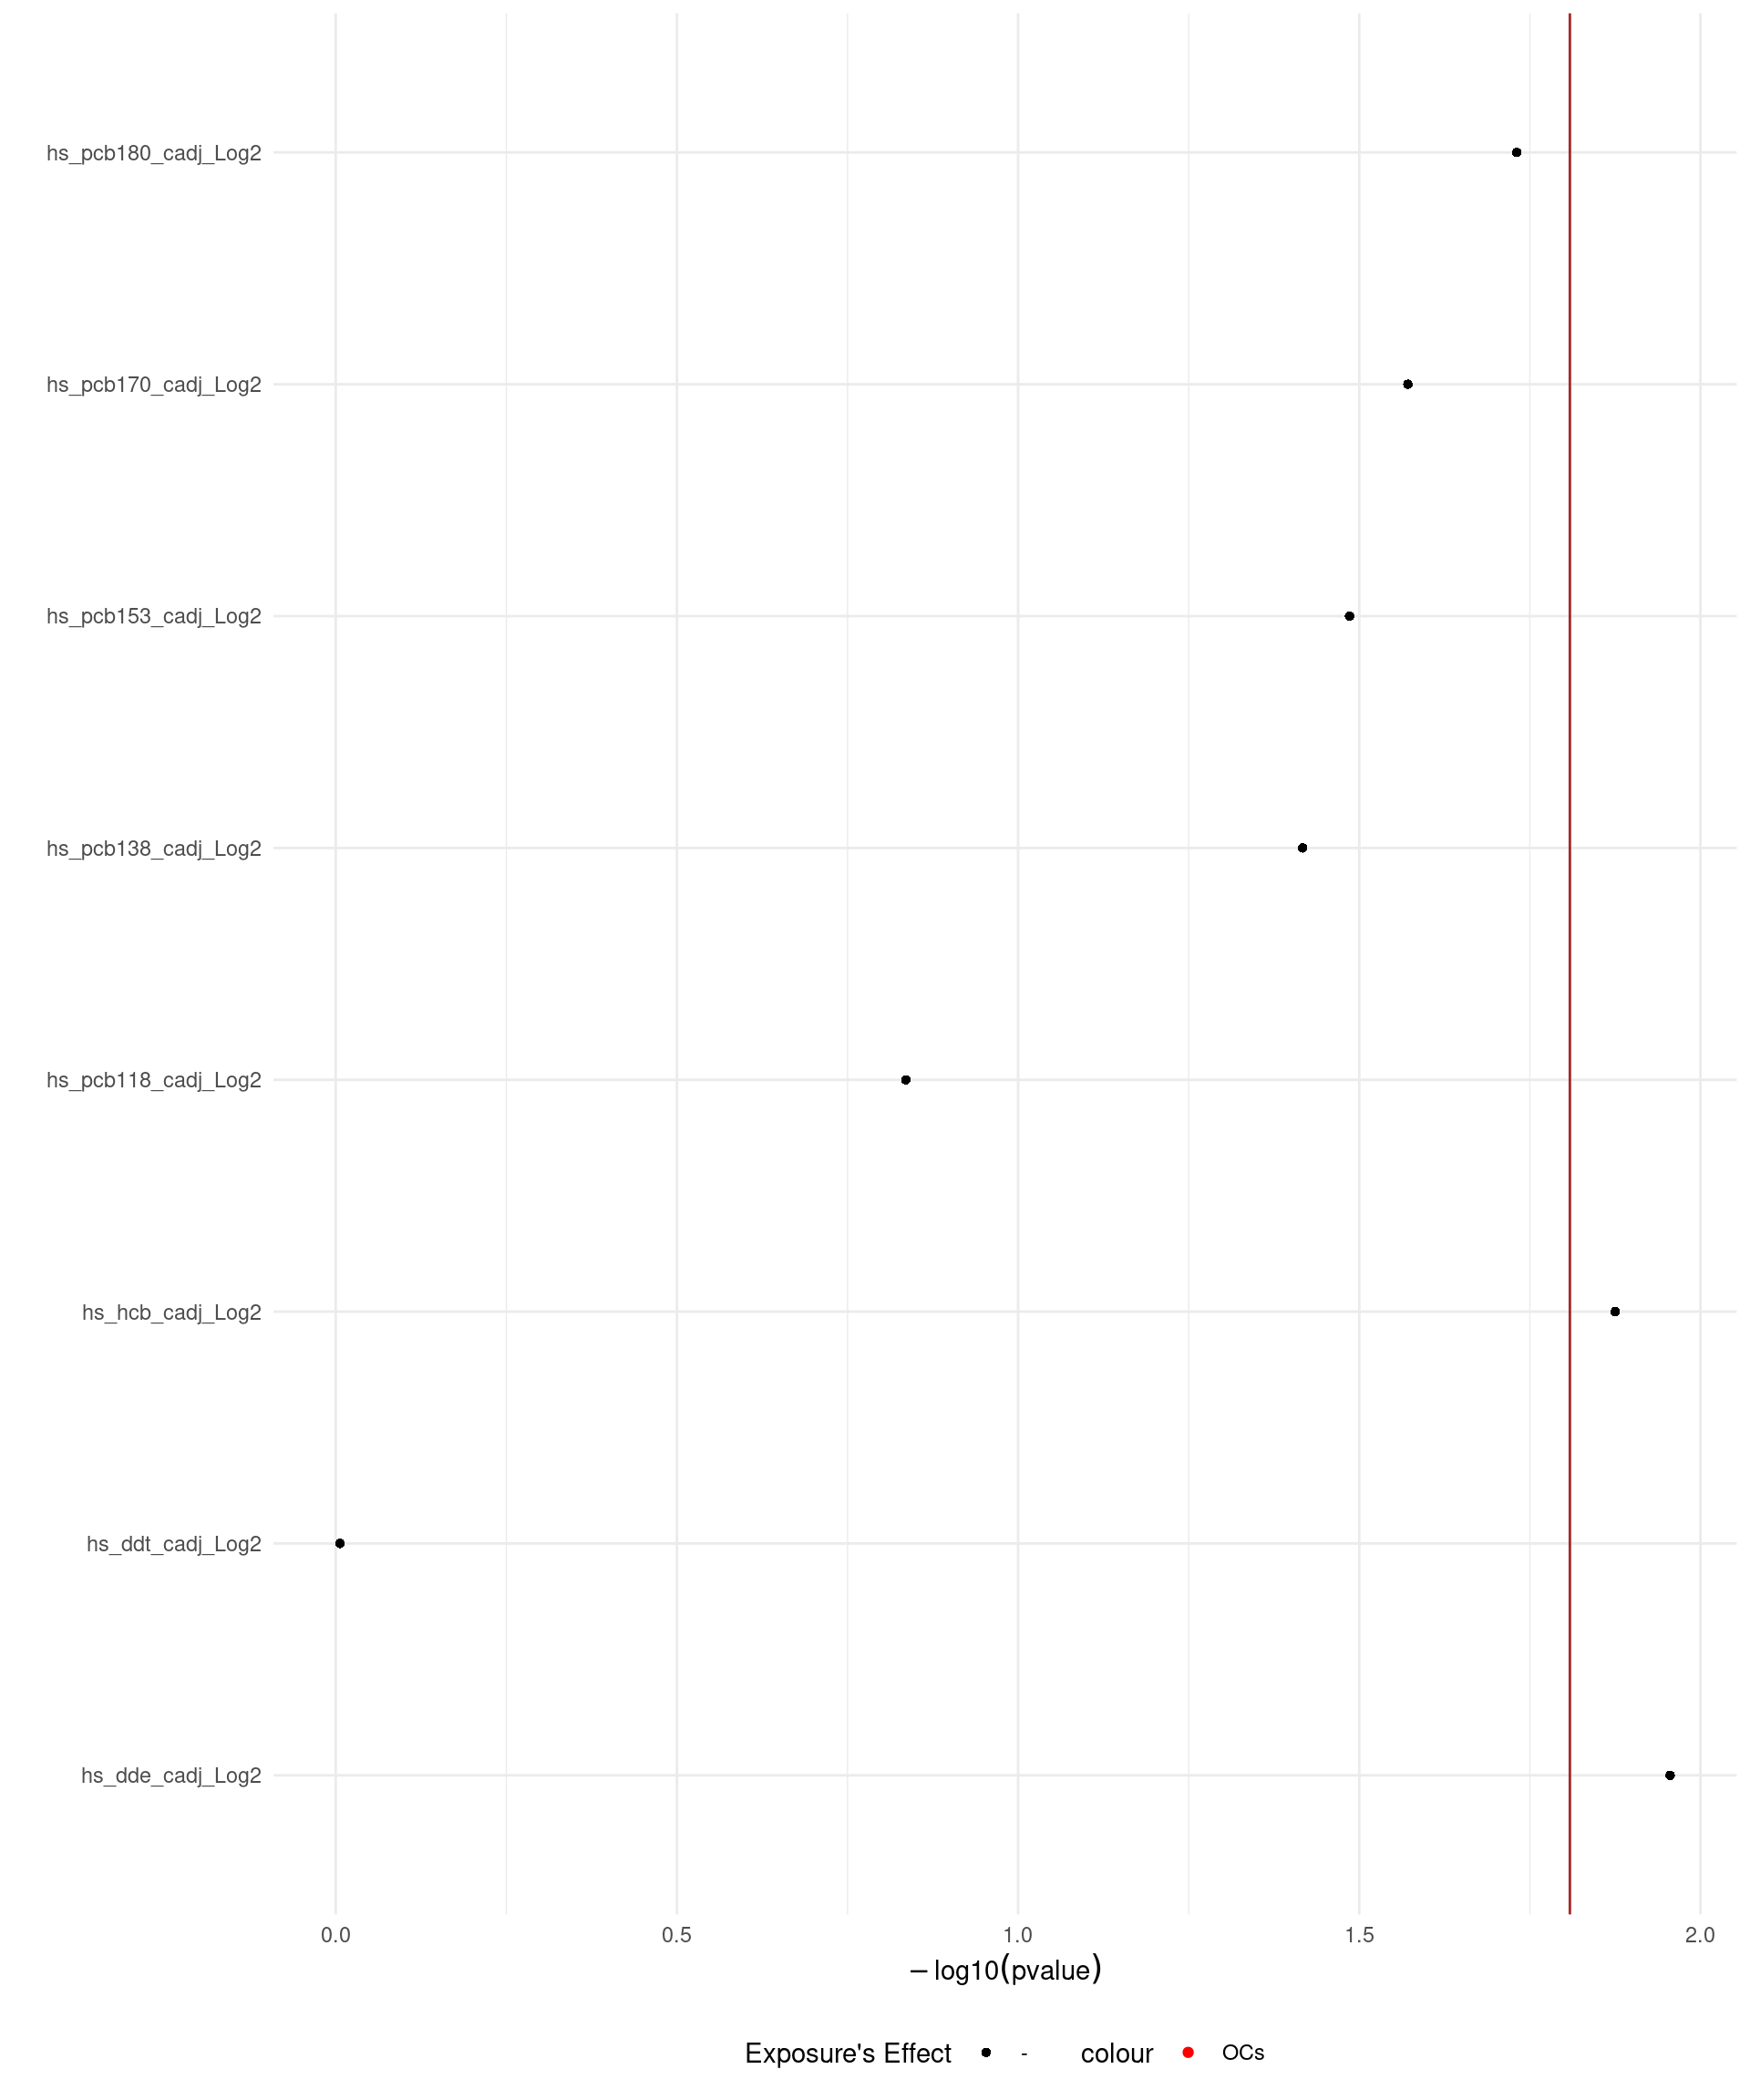 hs_pcb180_cadj_Log2
hs_pcb170_cadj_Log2
hs_pcb153_cadj_Log2
hs_pcb138_cadj_Log2
hs_pcb118_cadj_Log2
hs_hcb_cadj_Log2
hs_ddt_cadj_Log2
hs_dde_cadj_Log2
0.0 0.5 1.0 1.5 2.0
−log10(pvalue)
Exposure's Effect - colour OCs